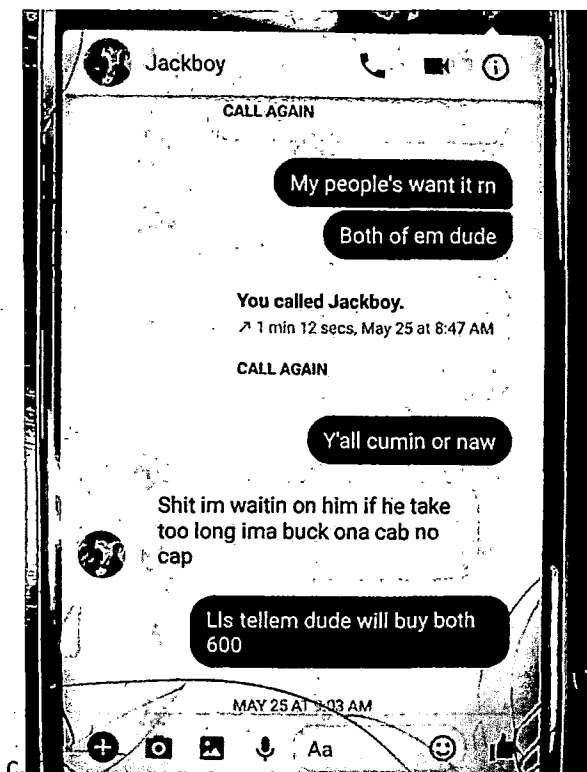 Jackboy
CALL AGAIN
My people's want it rn
Both of em dude
You called Jackboy.
↗ 1 min 12 secs, May 25 at 8:47 AM
CALL AGAIN
Y'all cumin or naw
Shit im waitin on him if he take
too long ima buck ona cab no
cap
Lls tellem dude will buy both
600
MAY 25 AT 9:03 AM
Aa
C